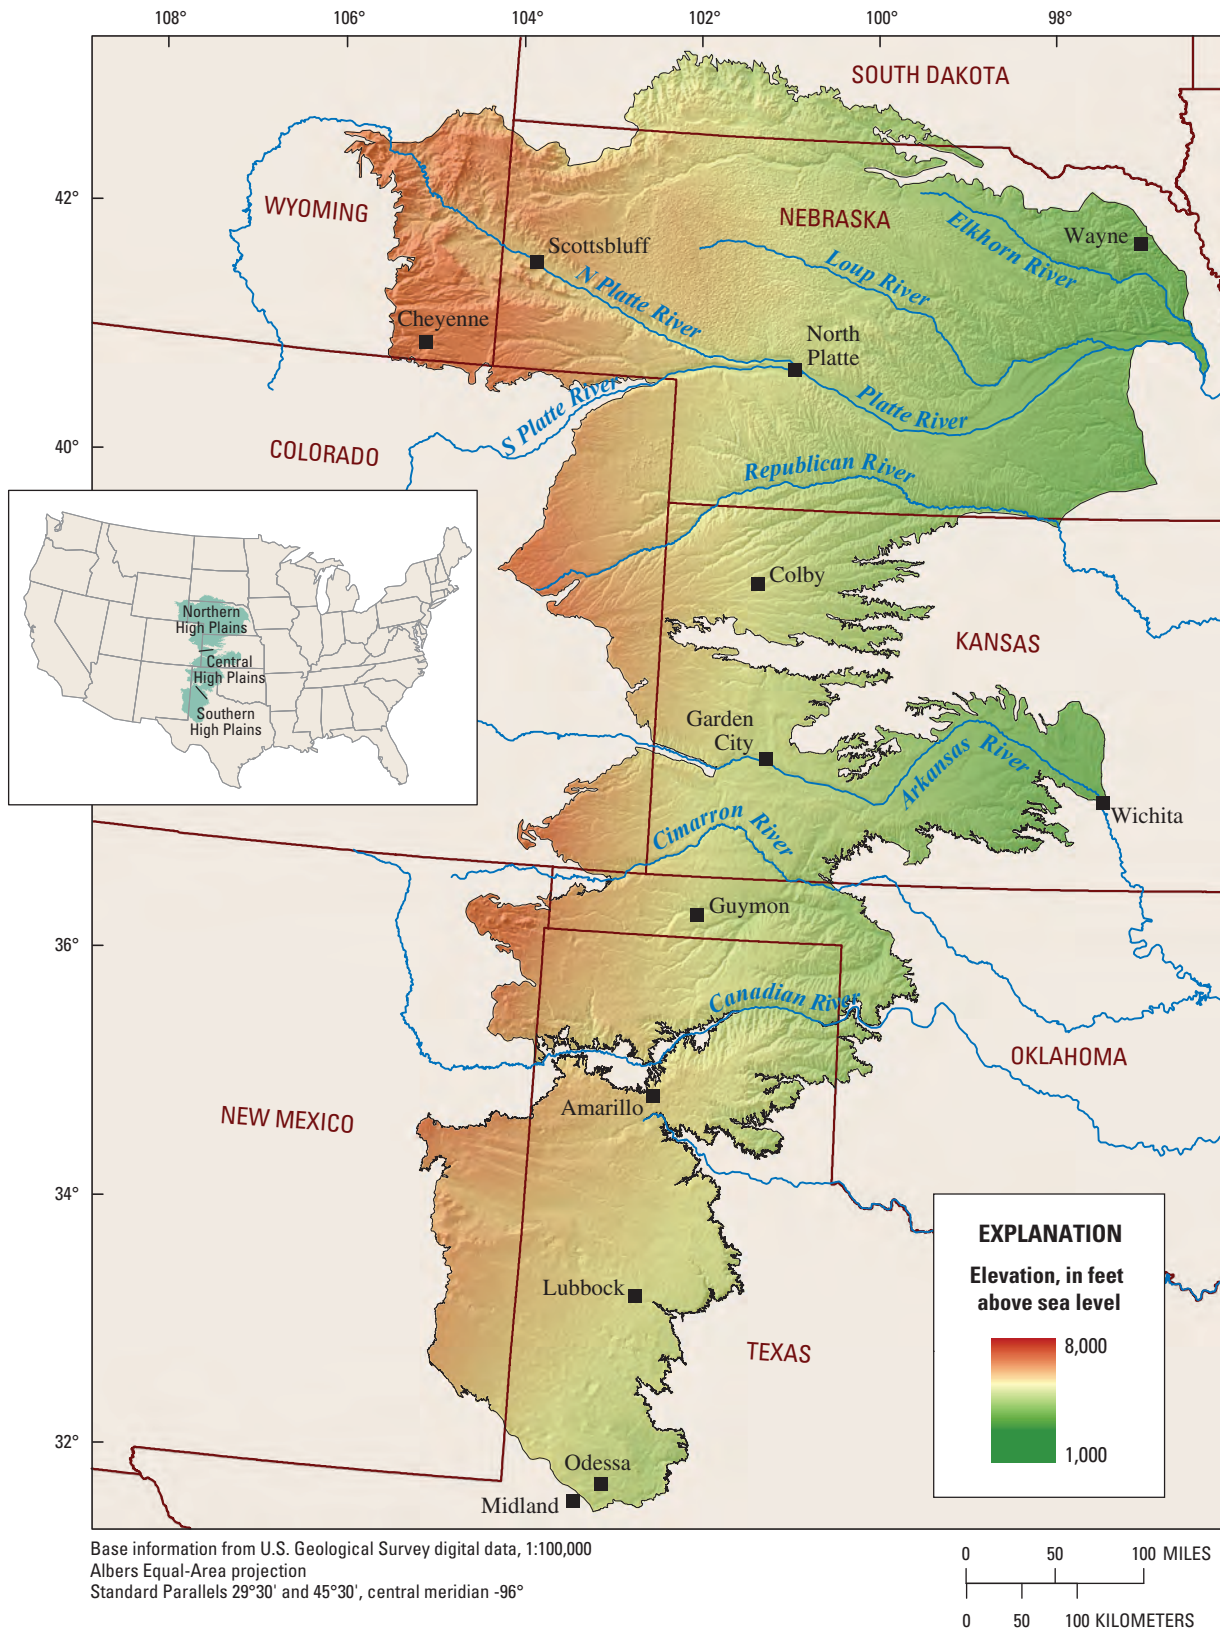 108°
106°
104°
102°
100°
98°
SOUTH DAKOTA
42°
WYOMING
NEBRASKA
Wayne
Elkhorn River
Scottsbluff
Loup River
N Platte River
Cheyenne
North
Platte
S Platte River
Platte River
40°
COLORADO
Republican River
Colby
KANSAS
Northern
High Plains
Central
High Plains
Southern
High Plains
Garden
City
Arkansas River
Wichita
Cimarron River
Guymon
36°
Canadian River
OKLAHOMA
Amarillo
NEW MEXICO
34°
Lubbock
TEXAS
32°
Odessa
Midland
EXPLANATION
Elevation, in feet
above sea level
8,000
1,000
Base information from U.S. Geological Survey digital data, 1:100,000
Albers Equal-Area projection
Standard Parallels 29°30' and 45°30', central meridian -96°
0 50 100 MILES
0 50 100 KILOMETERS